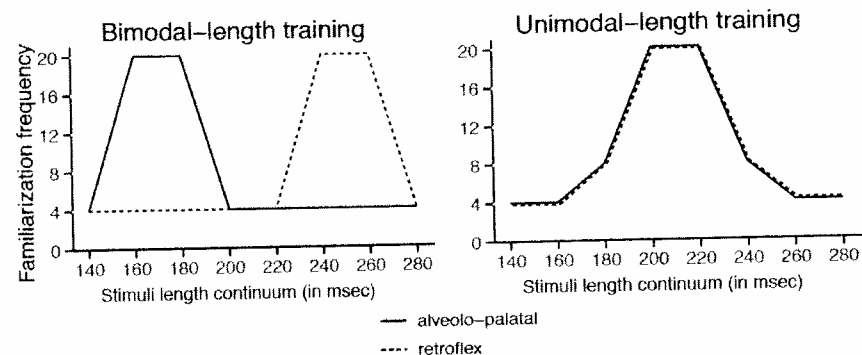 Bimodal–length training
Unimodal–length training
Familiarization frequency
20
16
12
8
4
0
140 160 180 200 220 240 260 280
Stimuli length continuum (in msec)
20
16
12
8
4
0
140 160 180 200 220 240 260 280
Stimuli length continuum (in msec)
alveolo–palatal
retroflex